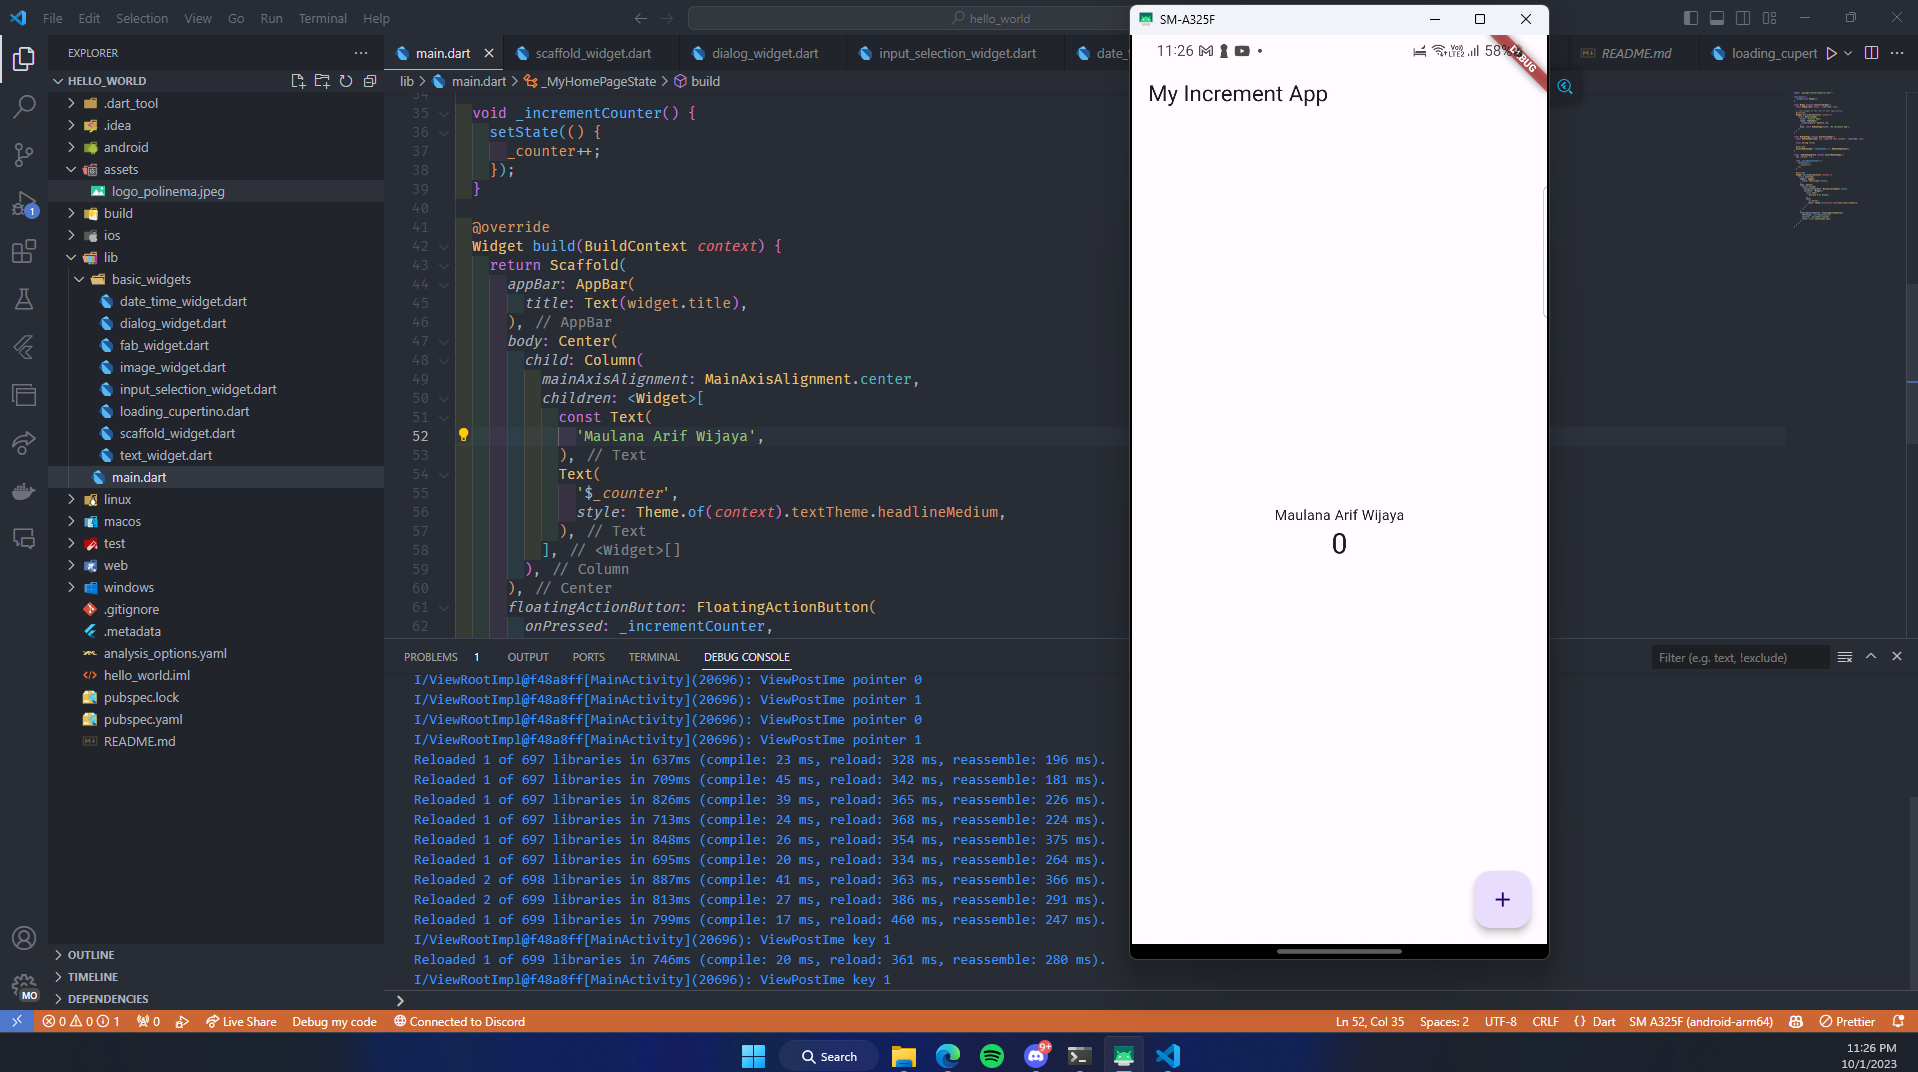 File Edit Selection View Go Run Terminal Help
hello_world
EXPLORER
HELLO_WORLD
.dart_tool
.idea
android
assets
logo_polinema.jpeg
build
ios
lib
basic_widgets
date_time_widget.dart
dialog_widget.dart
fab_widget.dart
image_widget.dart
input_selection_widget.dart
loading_cupertino.dart
scaffold_widget.dart
text_widget.dart
main.dart
linux
macos
test
web
windows
.gitignore
.metadata
analysis_options.yaml
hello_world.iml
pubspec.lock
pubspec.yaml
README.md
OUTLINE
TIMELINE
DEPENDENCIES
1
MO
main.dart scaffold_widget.dart dialog_widget.dart input_selection_widget.dart date_ README.md loading_cupert
lib > main.dart > _MyHomePageState > build
34
35 void _incrementCounter() {
36 setState(() {
37 _counter++;
38 });
39 }
40
41 @override
42 Widget build(BuildContext context) {
43 return Scaffold(
44 appBar: AppBar(
45 title: Text(widget.title),
46 ), // AppBar
47 body: Center(
48 child: Column(
49 mainAxisAlignment: MainAxisAlignment.center,
50 children: <Widget>[
51 const Text(
52 'Maulana Arif Wijaya',
53 ), // Text
54 Text(
55 '$_counter',
56 style: Theme.of(context).textTheme.headlineMedium,
57 ), // Text
58 ], // <Widget>[]
59 ), // Column
60 ), // Center
61 floatingActionButton: FloatingActionButton(
62 onPressed: _incrementCounter,
PROBLEMS 1 OUTPUT PORTS TERMINAL DEBUG CONSOLE
Filter (e.g. text, !exclude)
I/ViewRootImpl@f48a8ff[MainActivity](20696): ViewPostIme pointer 0
I/ViewRootImpl@f48a8ff[MainActivity](20696): ViewPostIme pointer 1
I/ViewRootImpl@f48a8ff[MainActivity](20696): ViewPostIme pointer 0
I/ViewRootImpl@f48a8ff[MainActivity](20696): ViewPostIme pointer 1
Reloaded 1 of 697 libraries in 637ms (compile: 23 ms, reload: 328 ms, reassemble: 196 ms).
Reloaded 1 of 697 libraries in 709ms (compile: 45 ms, reload: 342 ms, reassemble: 181 ms).
Reloaded 1 of 697 libraries in 826ms (compile: 39 ms, reload: 365 ms, reassemble: 226 ms).
Reloaded 1 of 697 libraries in 713ms (compile: 24 ms, reload: 368 ms, reassemble: 224 ms).
Reloaded 1 of 697 libraries in 848ms (compile: 26 ms, reload: 354 ms, reassemble: 375 ms).
Reloaded 1 of 697 libraries in 695ms (compile: 20 ms, reload: 334 ms, reassemble: 264 ms).
Reloaded 2 of 698 libraries in 887ms (compile: 41 ms, reload: 363 ms, reassemble: 366 ms).
Reloaded 2 of 699 libraries in 813ms (compile: 27 ms, reload: 386 ms, reassemble: 291 ms).
Reloaded 1 of 699 libraries in 799ms (compile: 17 ms, reload: 460 ms, reassemble: 247 ms).
I/ViewRootImpl@f48a8ff[MainActivity](20696): ViewPostIme key 1
Reloaded 1 of 699 libraries in 746ms (compile: 20 ms, reload: 361 ms, reassemble: 280 ms).
I/ViewRootImpl@f48a8ff[MainActivity](20696): ViewPostIme key 1
SM-A325F
11:26 58%
DEBUG
My Increment App
Maulana Arif Wijaya
0
+
0 0 1 0 Live Share Debug my code Connected to Discord
Ln 52, Col 35 Spaces: 2 UTF-8 CRLF {} Dart SM A325F (android-arm64) Prettier
Search
9+
11:26 PM
10/1/2023